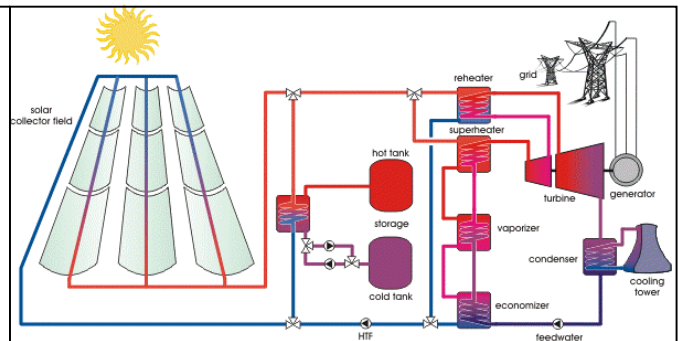 solar
collector field
hot tank
storage
cold tank
HTF
reheater
superheater
vaporizer
economizer
feedwater
grid
turbine
generator
condenser
cooling
tower